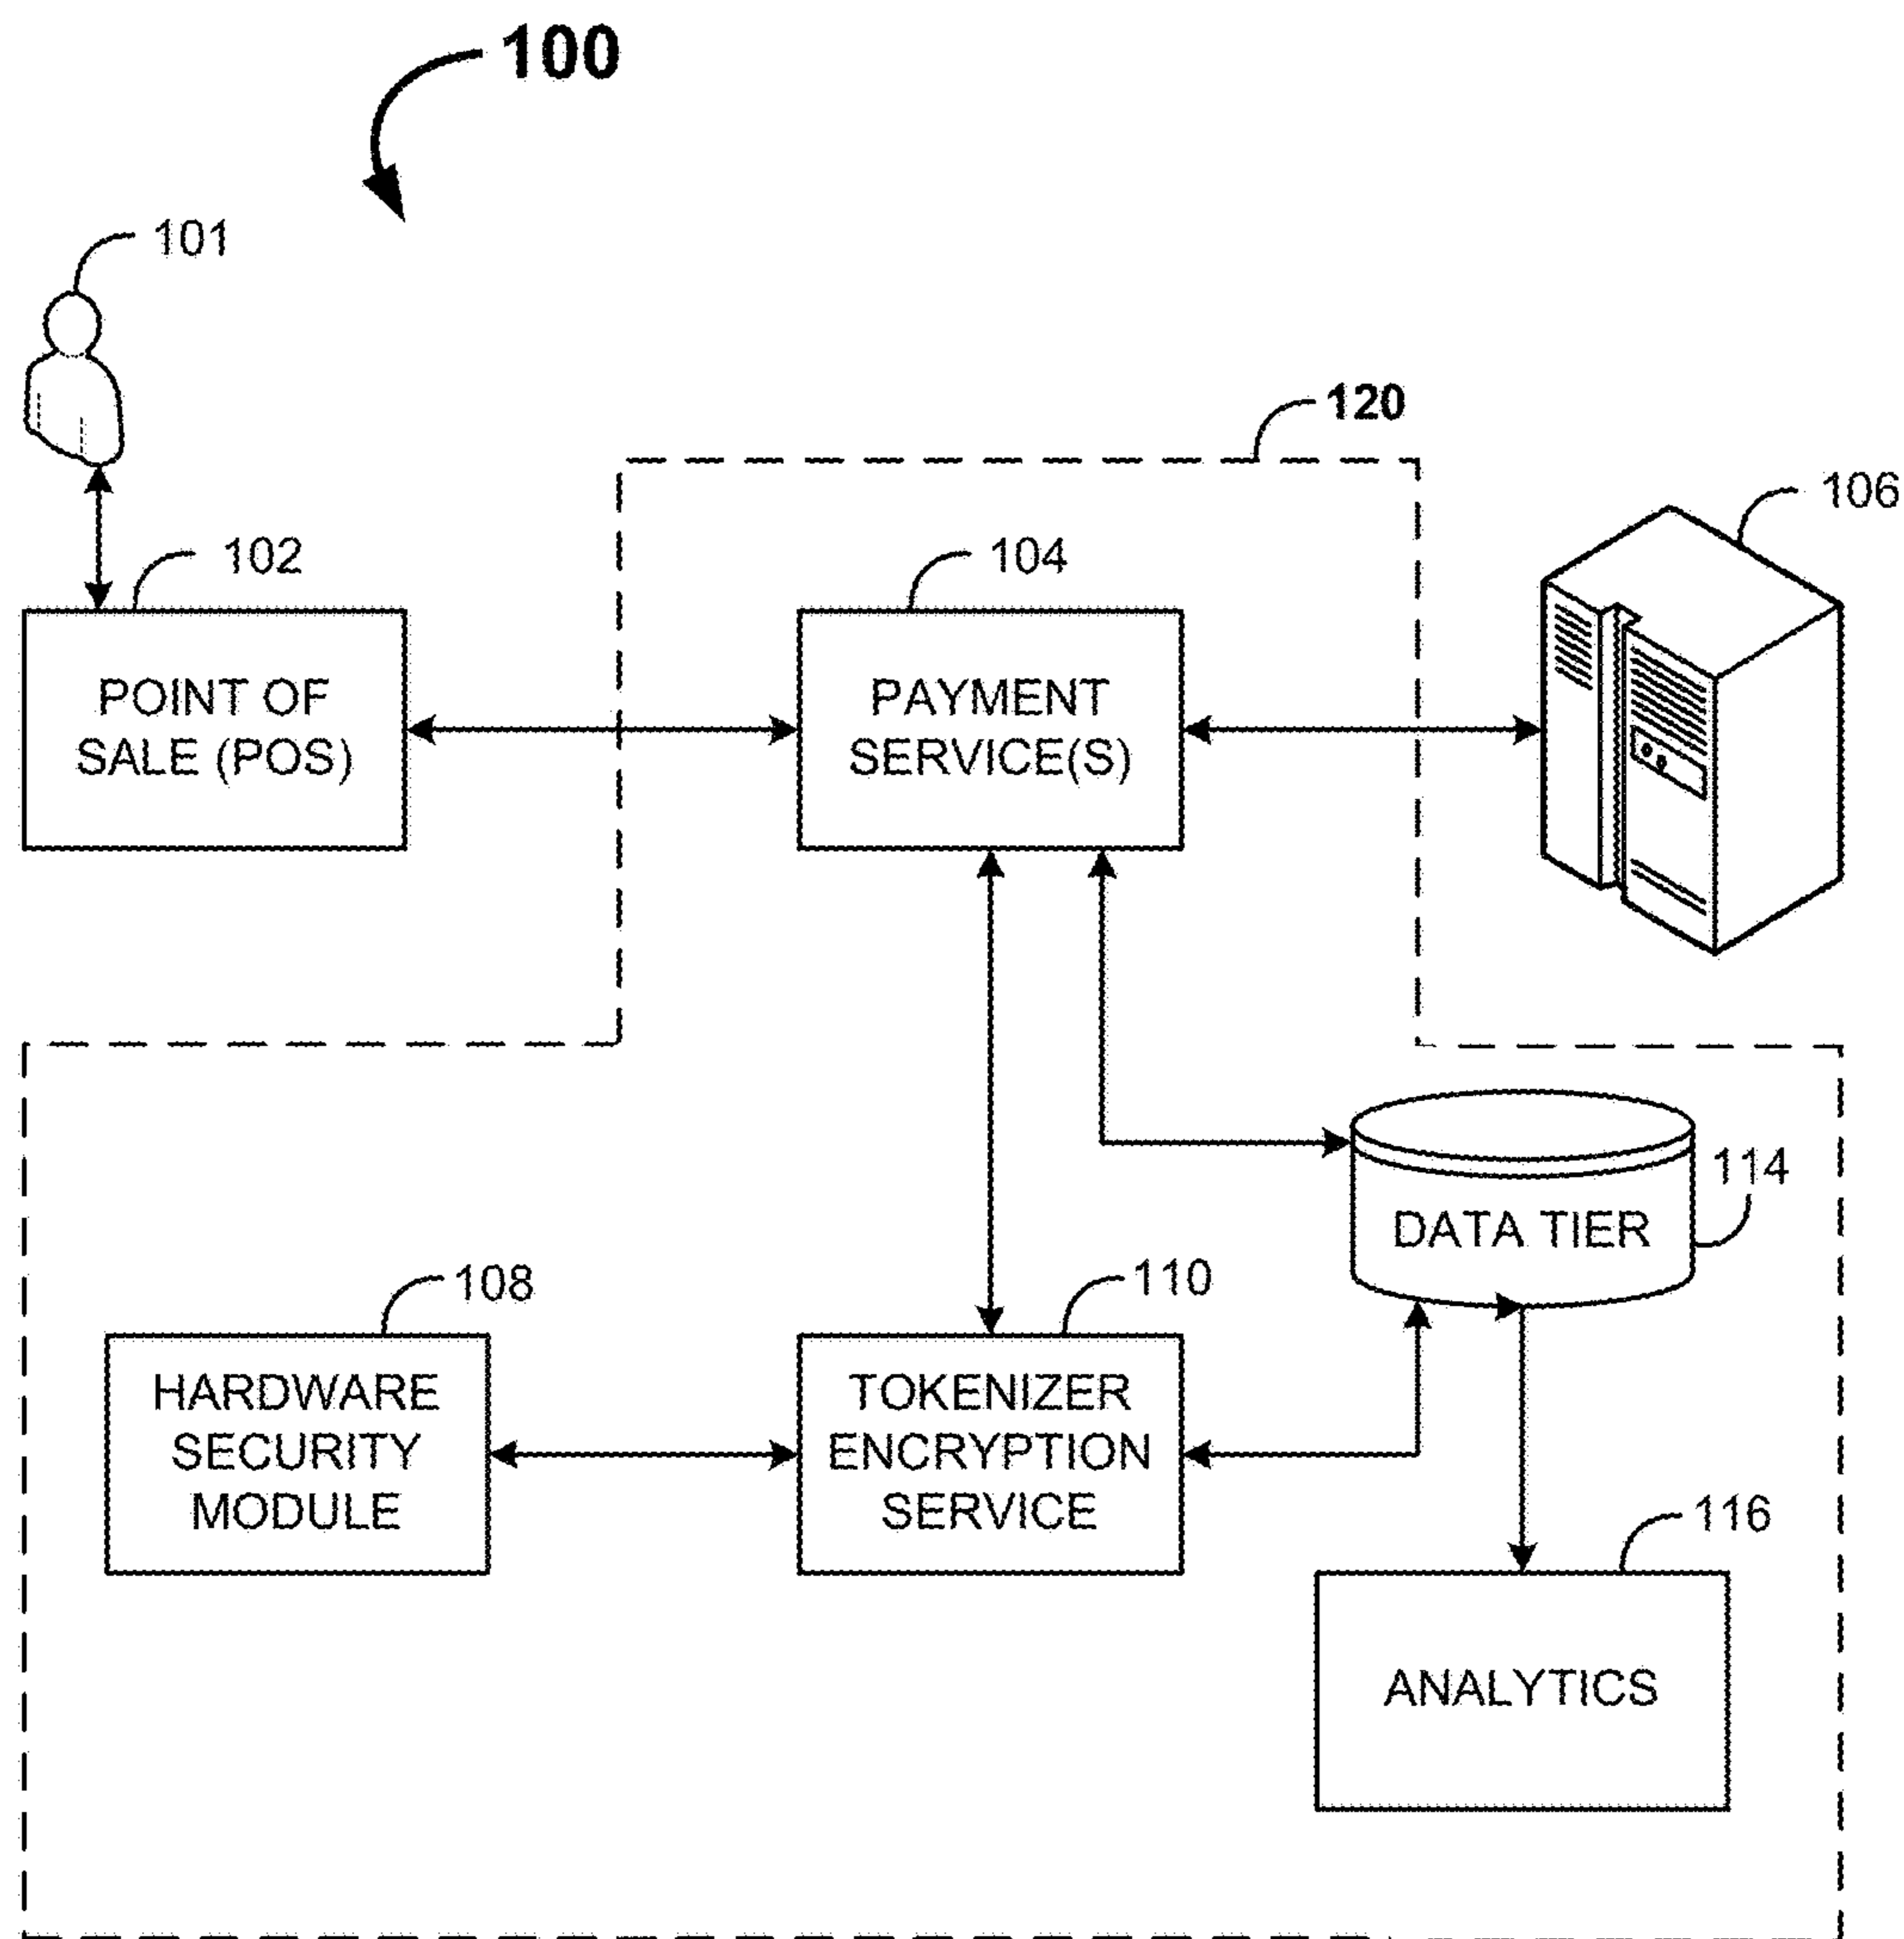 100
101
120
106
102
104
POINT OF
SALE (POS)
PAYMENT
SERVICE(S)
114
DATA TIER
108
110
HARDWARE
SECURITY
MODULE
TOKENIZER
ENCRYPTION
SERVICE
116
ANALYTICS